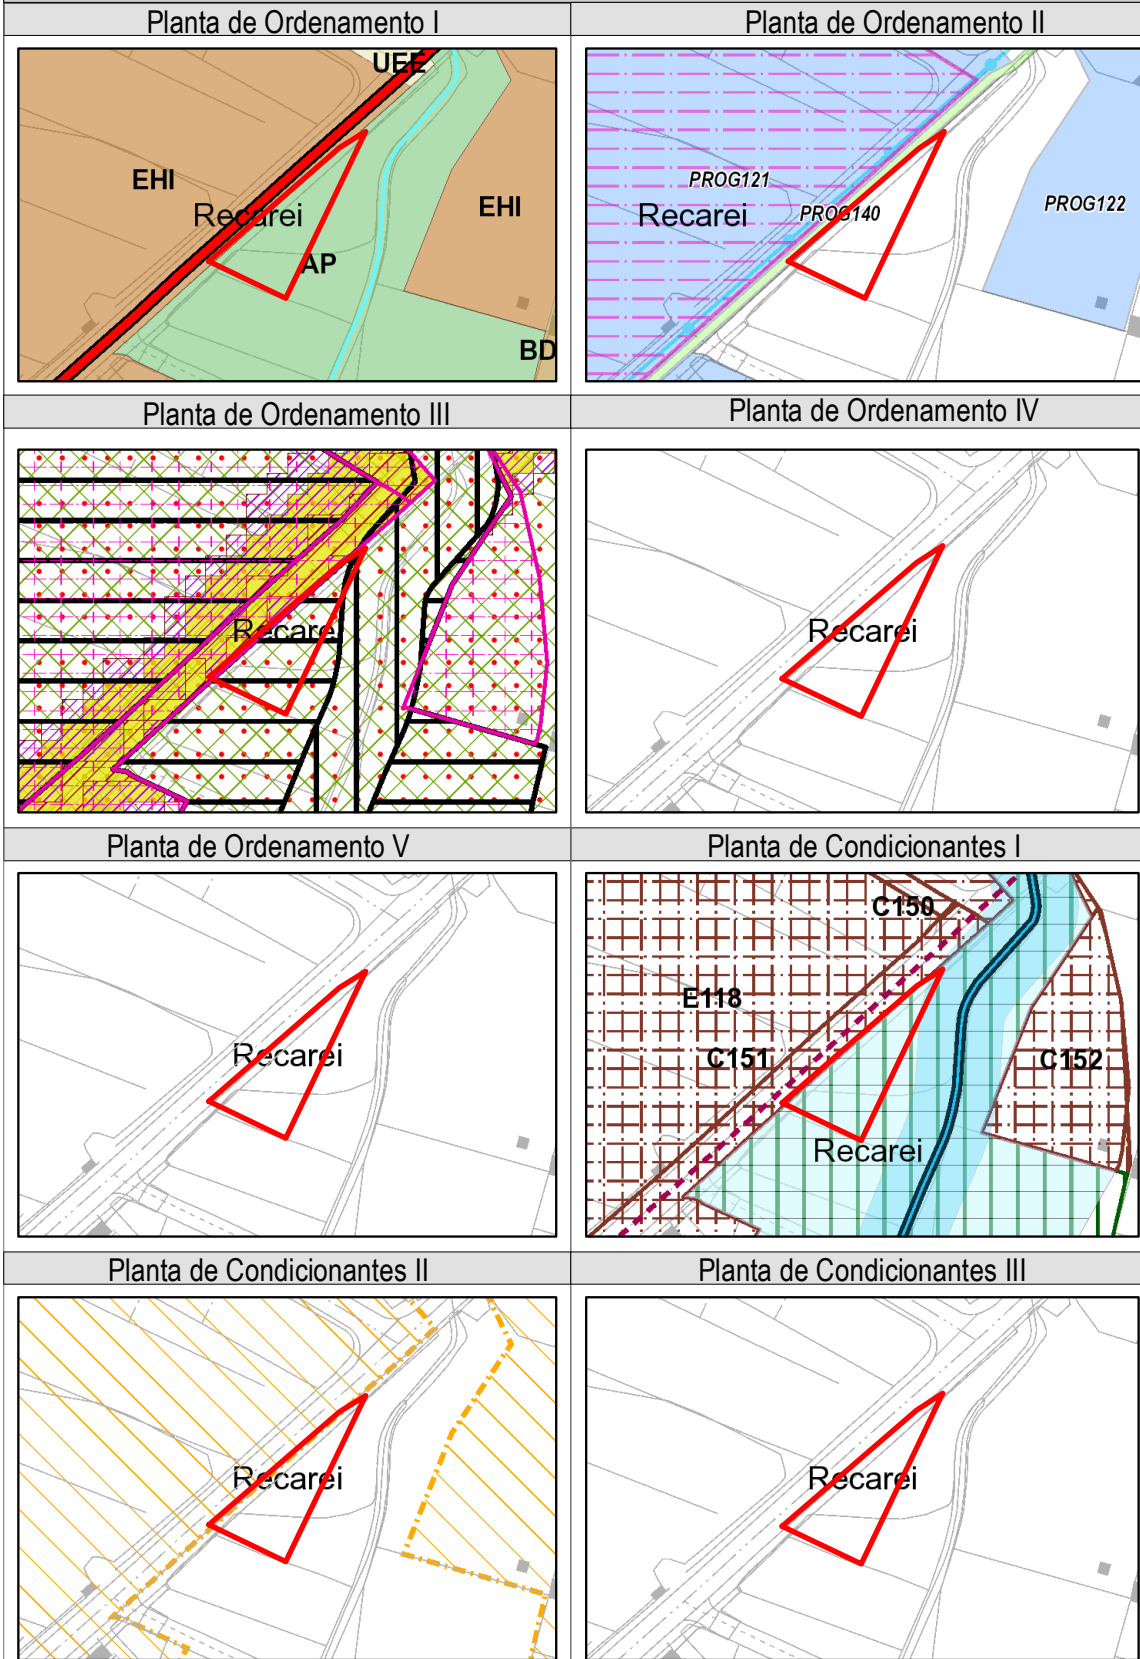 Planta de Ordenamento I
Planta de Ordenamento II
UEE
EHI
Recarei
EHI
AP
BD
PROG121
Recarei
PROG140
PROG122
Planta de Ordenamento III
Planta de Ordenamento IV
Recarei
Recarei
Planta de Ordenamento V
Planta de Condicionantes I
Recarei
C150
E118
C151
C152
Recarei
Planta de Condicionantes II
Planta de Condicionantes III
Recarei
Recarei